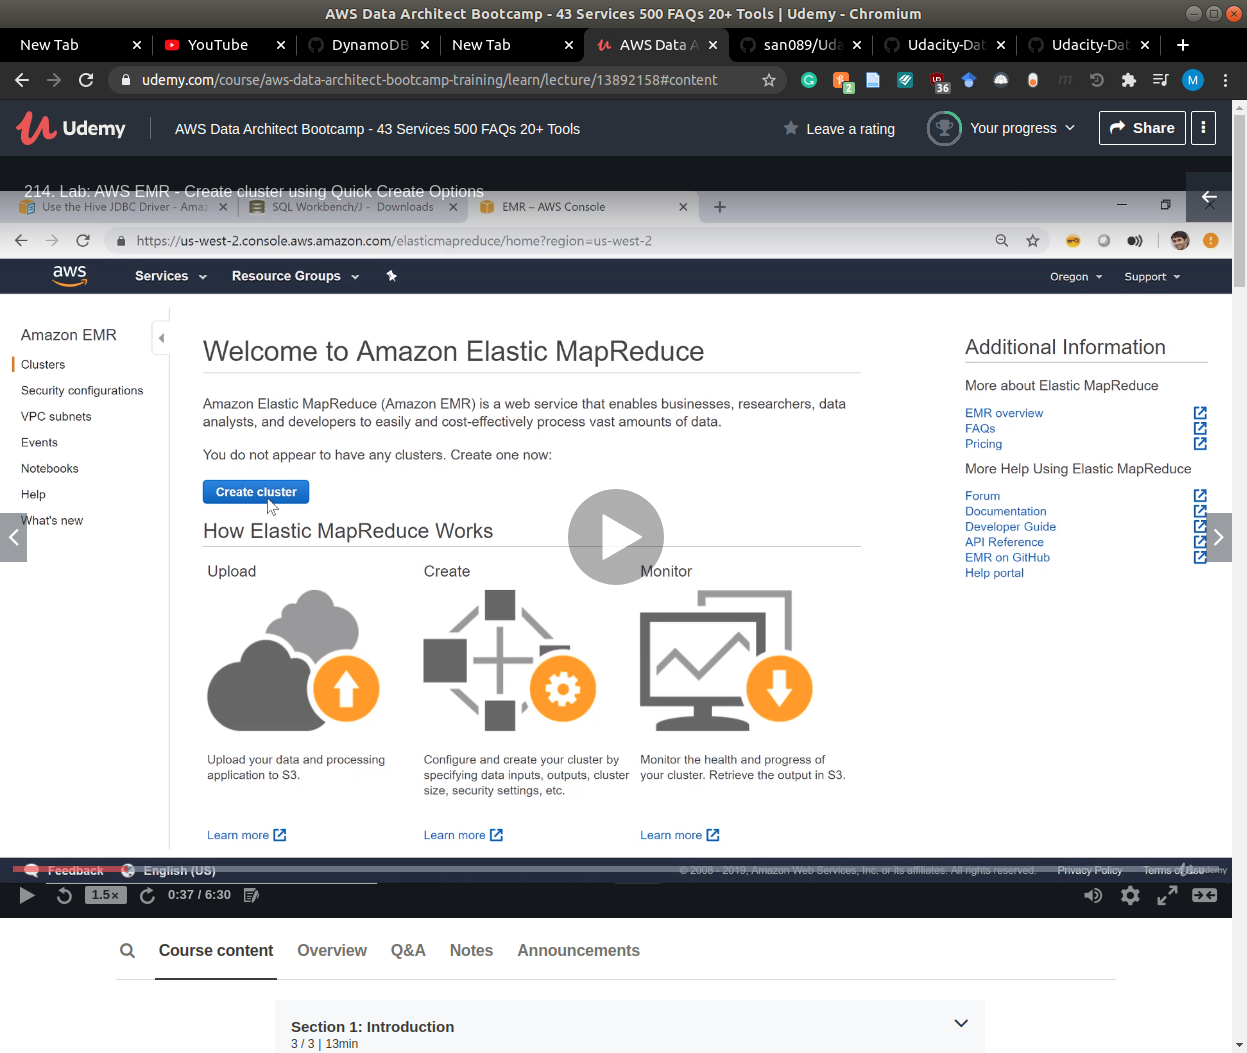 AWS Data Architect Bootcamp - 43 Services 500 FAQs 20+ Tools | Udemy - Chromium
New Tab
YouTube
DynamoDB
New Tab
AWS Data A
san089/Uda
Udacity-Dat
Udacity-Dat
udemy.com/course/aws-data-architect-bootcamp-training/learn/lecture/13892158#content
2
36
m
M
Udemy
AWS Data Architect Bootcamp - 43 Services 500 FAQs 20+ Tools
Leave a rating
Your progress
Share
214. Lab: AWS EMR - Create cluster using Quick Create Options
Use the Hive JDBC Driver - Amaz
SQL Workbench/J - Downloads
EMR – AWS Console
https://us-west-2.console.aws.amazon.com/elasticmapreduce/home?region=us-west-2
aws
Services
Resource Groups
Oregon
Support
Amazon EMR
Clusters
Security configurations
VPC subnets
Events
Notebooks
Help
What's new
Welcome to Amazon Elastic MapReduce
Amazon Elastic MapReduce (Amazon EMR) is a web service that enables businesses, researchers, data
analysts, and developers to easily and cost-effectively process vast amounts of data.
You do not appear to have any clusters. Create one now:
Create cluster
How Elastic MapReduce Works
Upload
Create
Monitor
Upload your data and processing
application to S3.
Configure and create your cluster by
specifying data inputs, outputs, cluster
size, security settings, etc.
Monitor the health and progress of
your cluster. Retrieve the output in S3.
Learn more
Learn more
Learn more
Additional Information
More about Elastic MapReduce
EMR overview
FAQs
Pricing
More Help Using Elastic MapReduce
Forum
Documentation
Developer Guide
API Reference
EMR on GitHub
Help portal
Feedback
English (US)
© 2008 - 2019, Amazon Web Services, Inc. or its affiliates. All rights reserved.
Privacy Policy
Terms of Use
Udemy
1.5×
0:37 / 6:30
Course content
Overview
Q&A
Notes
Announcements
Section 1: Introduction
3 / 3 | 13min